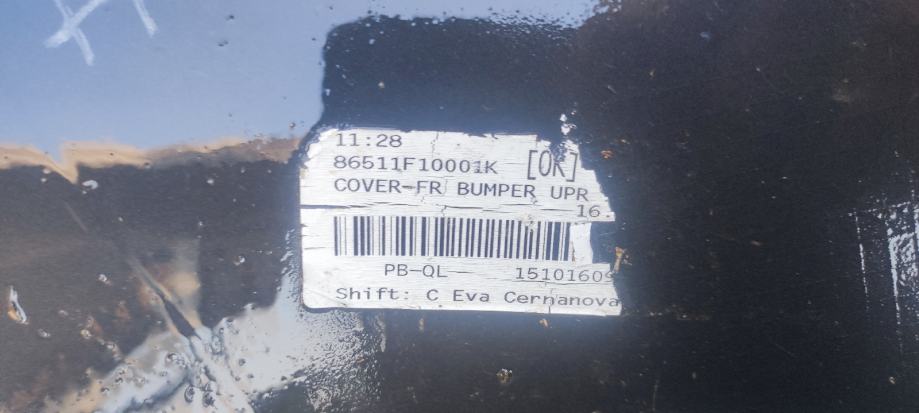 11:28
86511F10001K [OK]
COVER-FR BUMPER UPR
16.
PB-QL 15101609
Shift: C Eva Cernanova